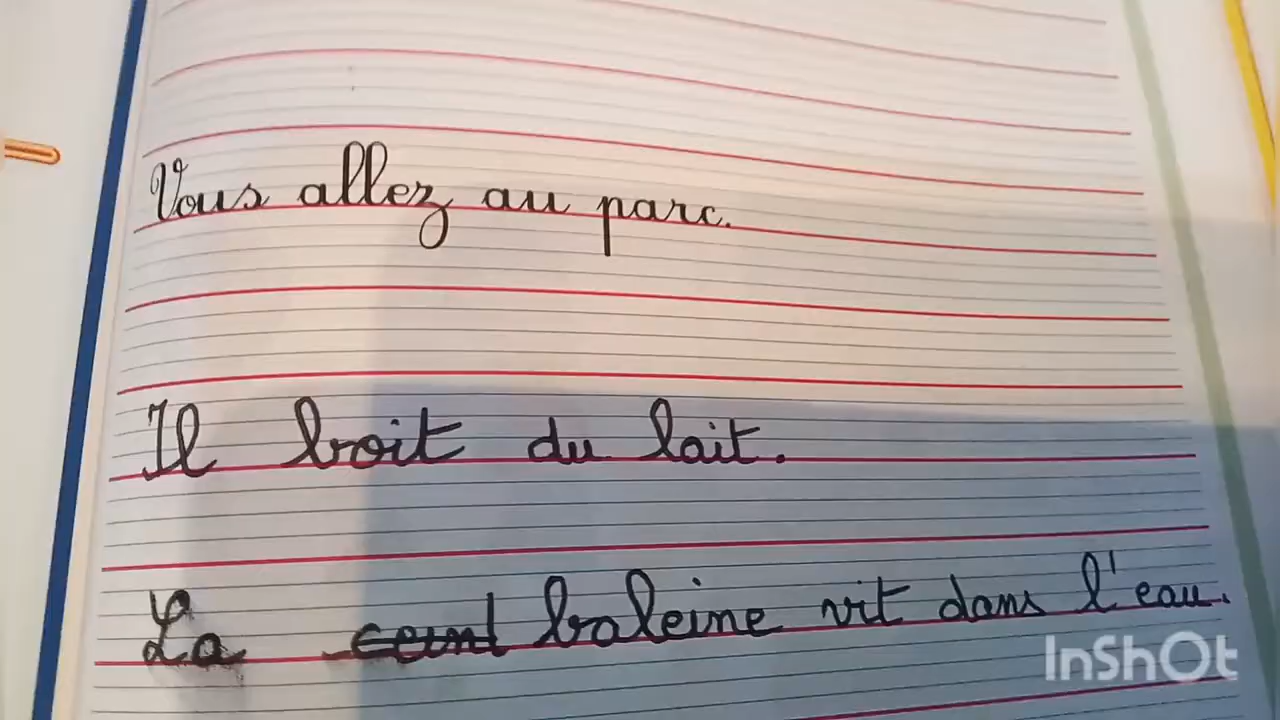 Vous allez au parc.
Il boit du lait.
La baleine vit dans l'eau.
InShOt